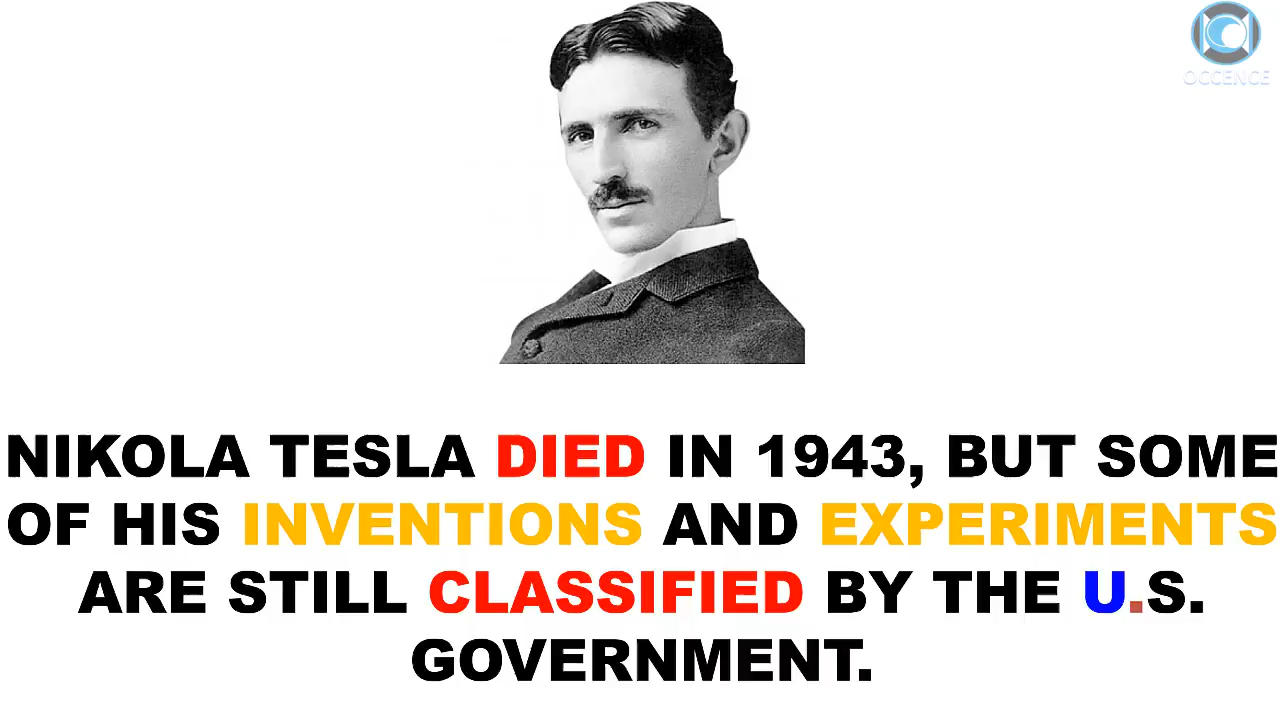 OCCENCE
NIKOLA TESLA DIED IN 1943, BUT SOME
OF HIS INVENTIONS AND EXPERIMENTS
ARE STILL CLASSIFIED BY THE U.S.
GOVERNMENT.